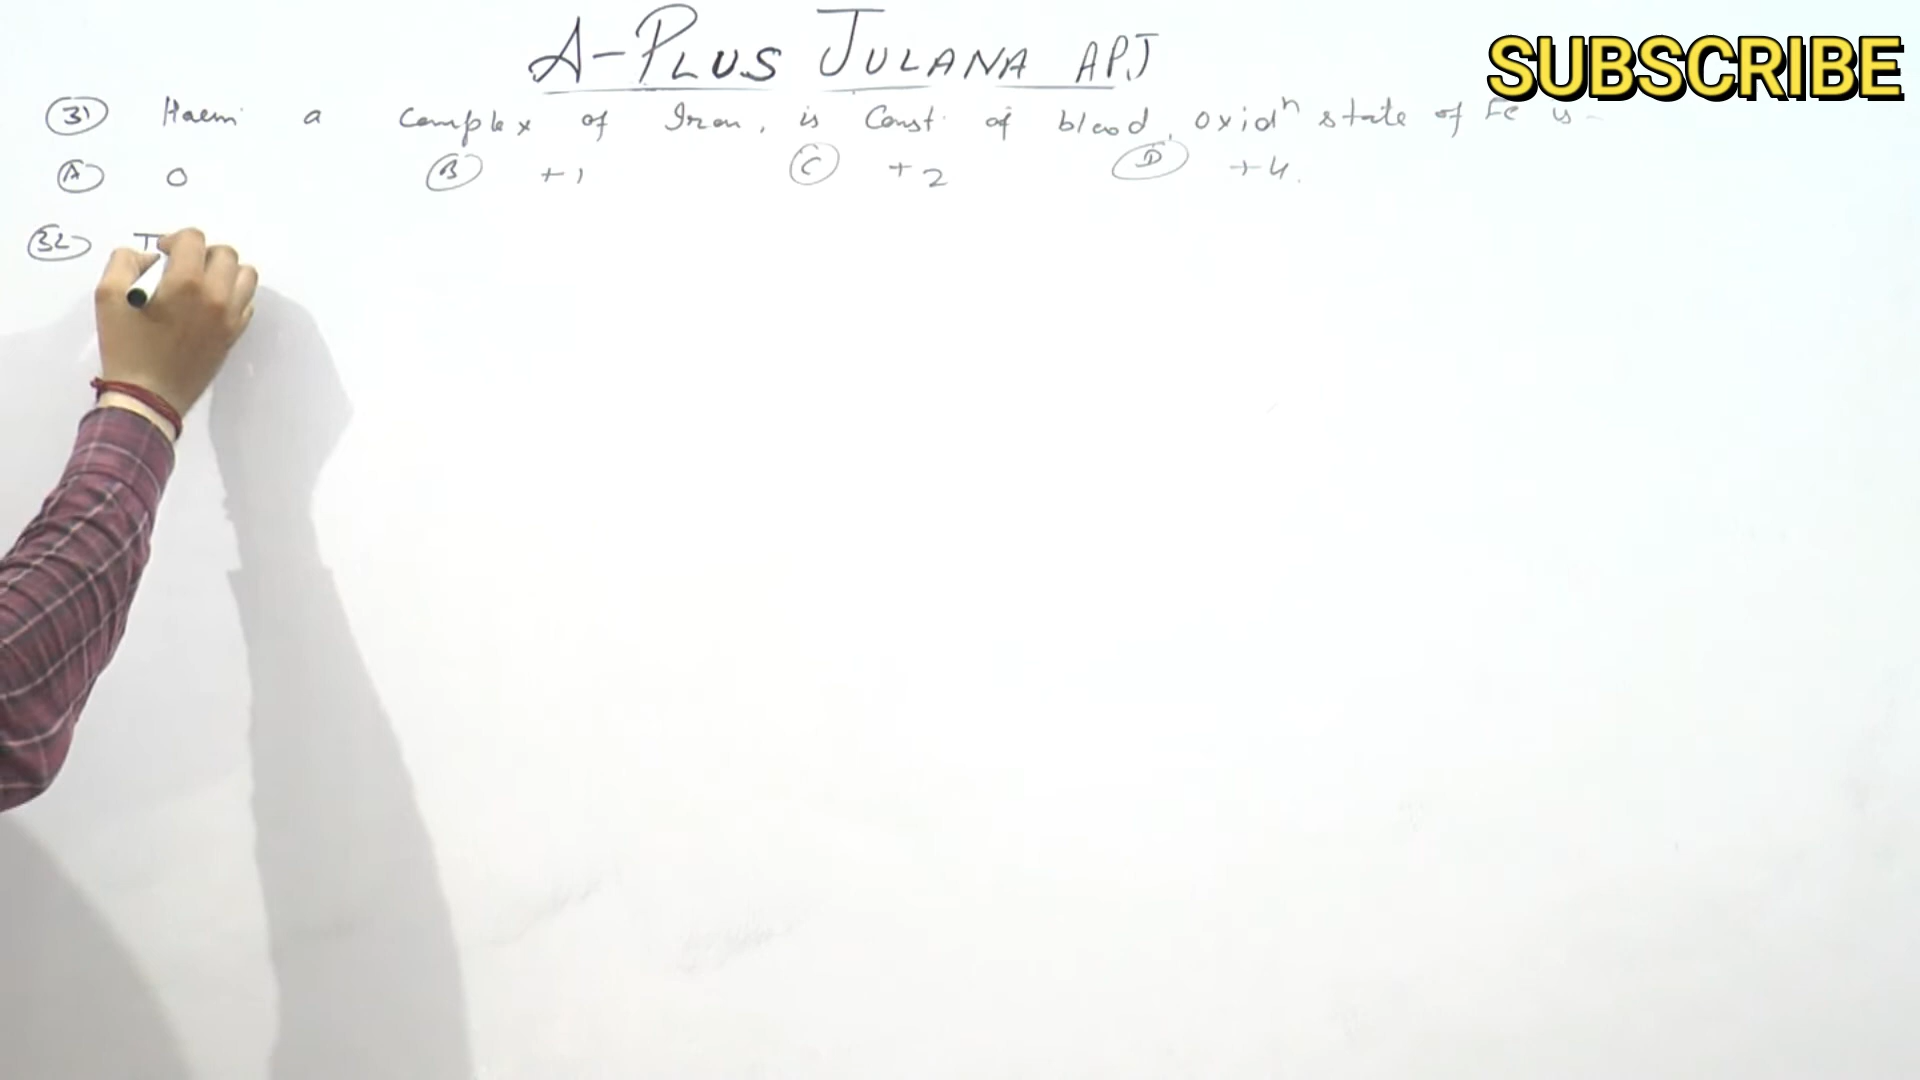 A-PLUS JULANA APJ
SUBSCRIBE
31 Haem a complex of Iron, is Const. of blood, oxidn state of Fe is -
A 0 B +1 C +2 D +4.
32